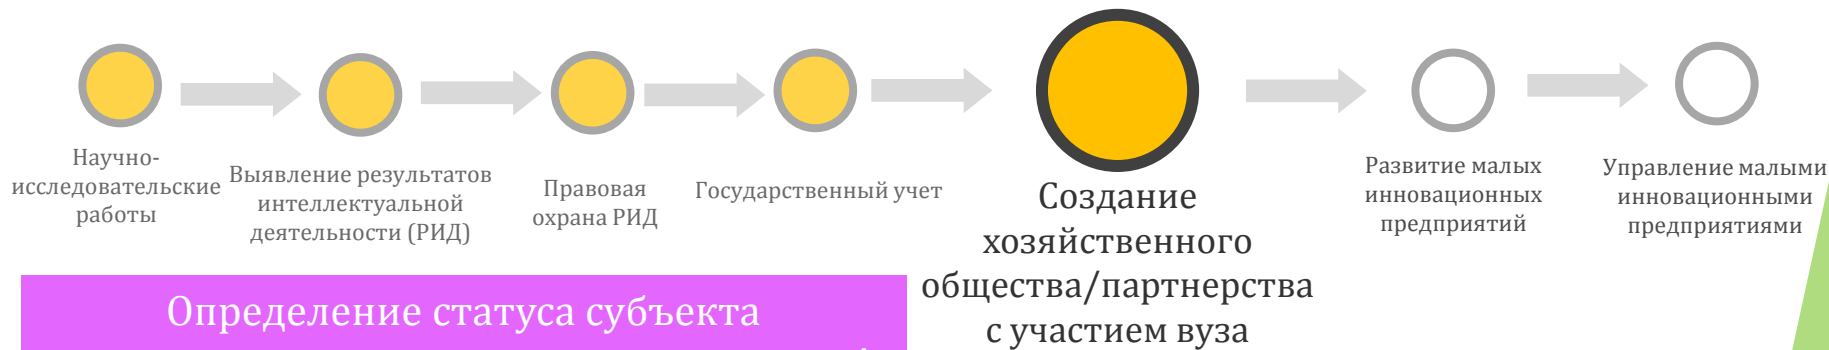 Научно-
исследовательские
работы
Выявление результатов
интеллектуальной
деятельности (РИД)
Правовая
охрана РИД
Государственный учет
Создание
хозяйственного
общества/партнерства
с участием вуза
Развитие малых
инновационных
предприятий
Управление малыми
инновационными
предприятиями
Определение статуса субъекта